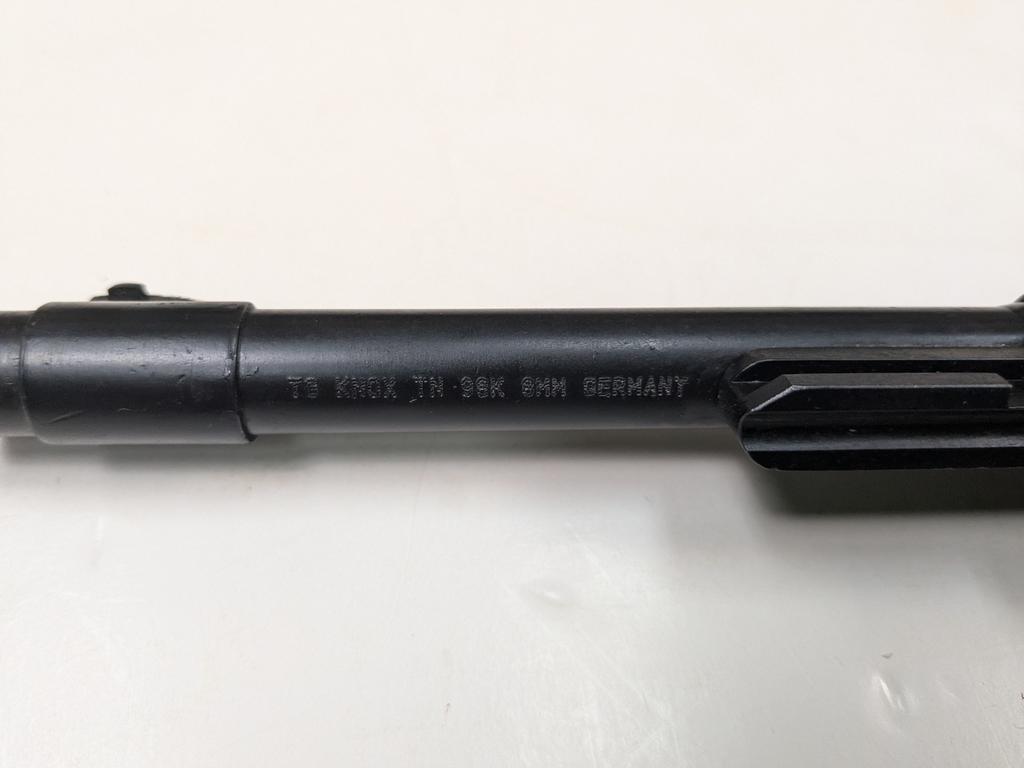 TG KNOX TN 98K 8MM GERMANY